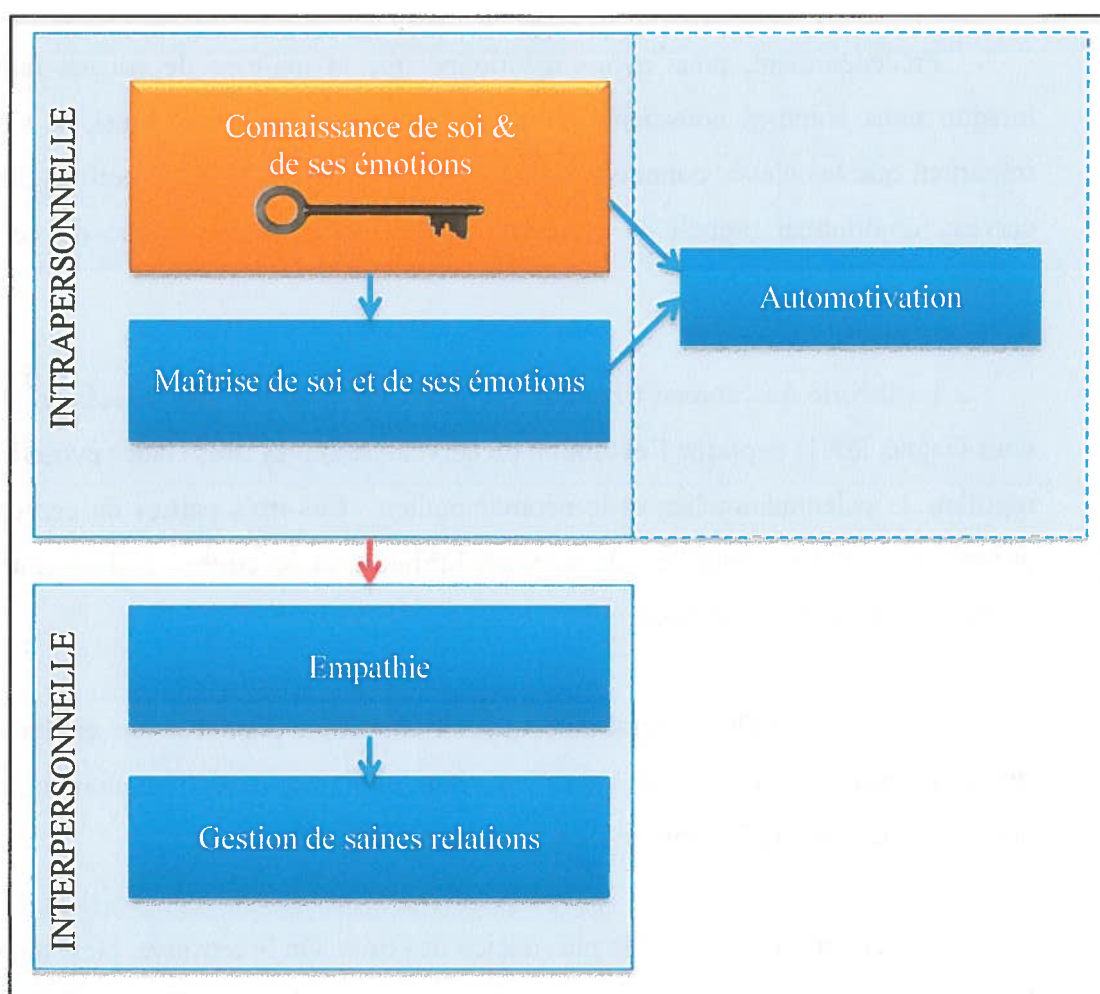 INTRAPERSONNELLE
Connaissance de soi &
de ses émotions
Automotivation
Maîtrise de soi et de ses émotions
INTERPERSONNELLE
Empathie
Gestion de saines relations